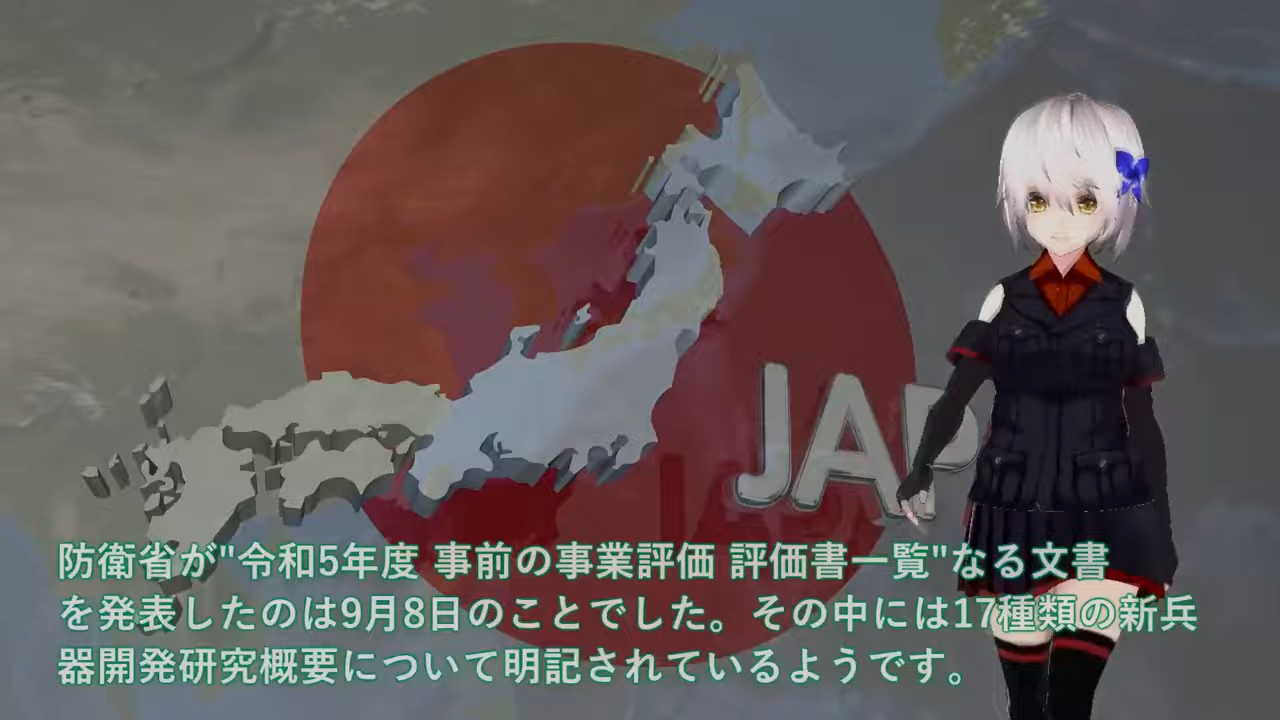 JAP
防衛省が"令和5年度 事前の事業評価 評価書一覧"なる文書
を発表したのは9月8日のことでした。その中には17種類の新兵
器開発研究概要について明記されているようです。